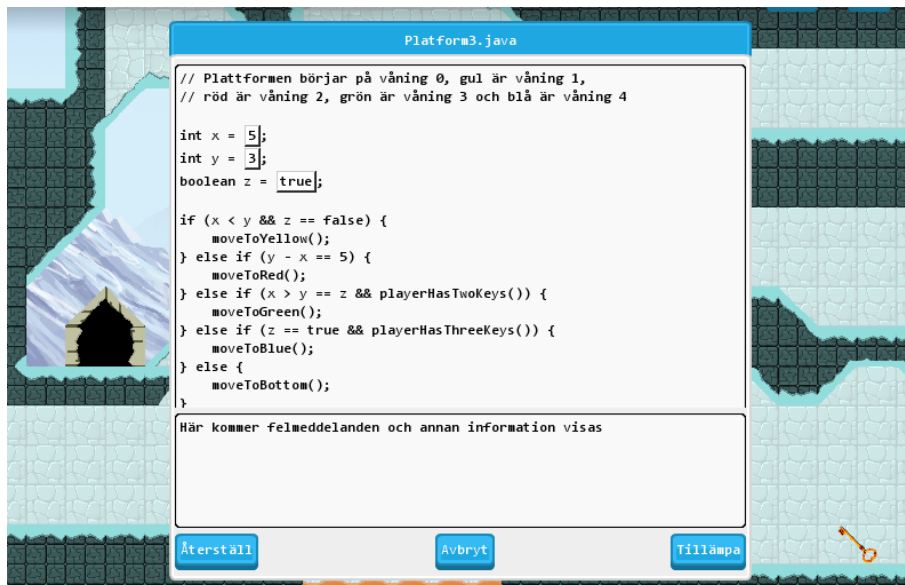 Platform3.java
// Plattformen börjar på våning 0, gul är våning 1,
// röd är våning 2, grön är våning 3 och blå är våning 4
int x = 5;
int y = 3;
boolean z = true;
if (x < y && z == false) {
moveToYellow();
} else if (y - x == 5) {
moveToRed();
} else if (x > y == z && playerHasTwoKeys()) {
moveToGreen();
} else if (z == true && playerHasThreeKeys()) {
moveToBlue();
} else {
moveToBottom();
}
Här kommer felmeddelanden och annan information visas
Återställ
Avbryt
Tillämpa